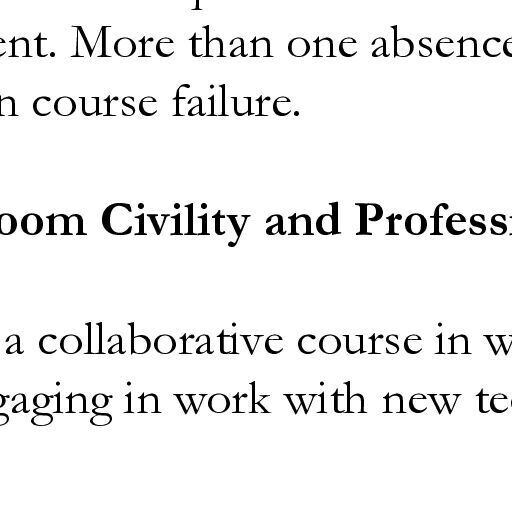 ent. More than one absence
n course failure.
oom Civility and Professi
a collaborative course in w
gaging in work with new te